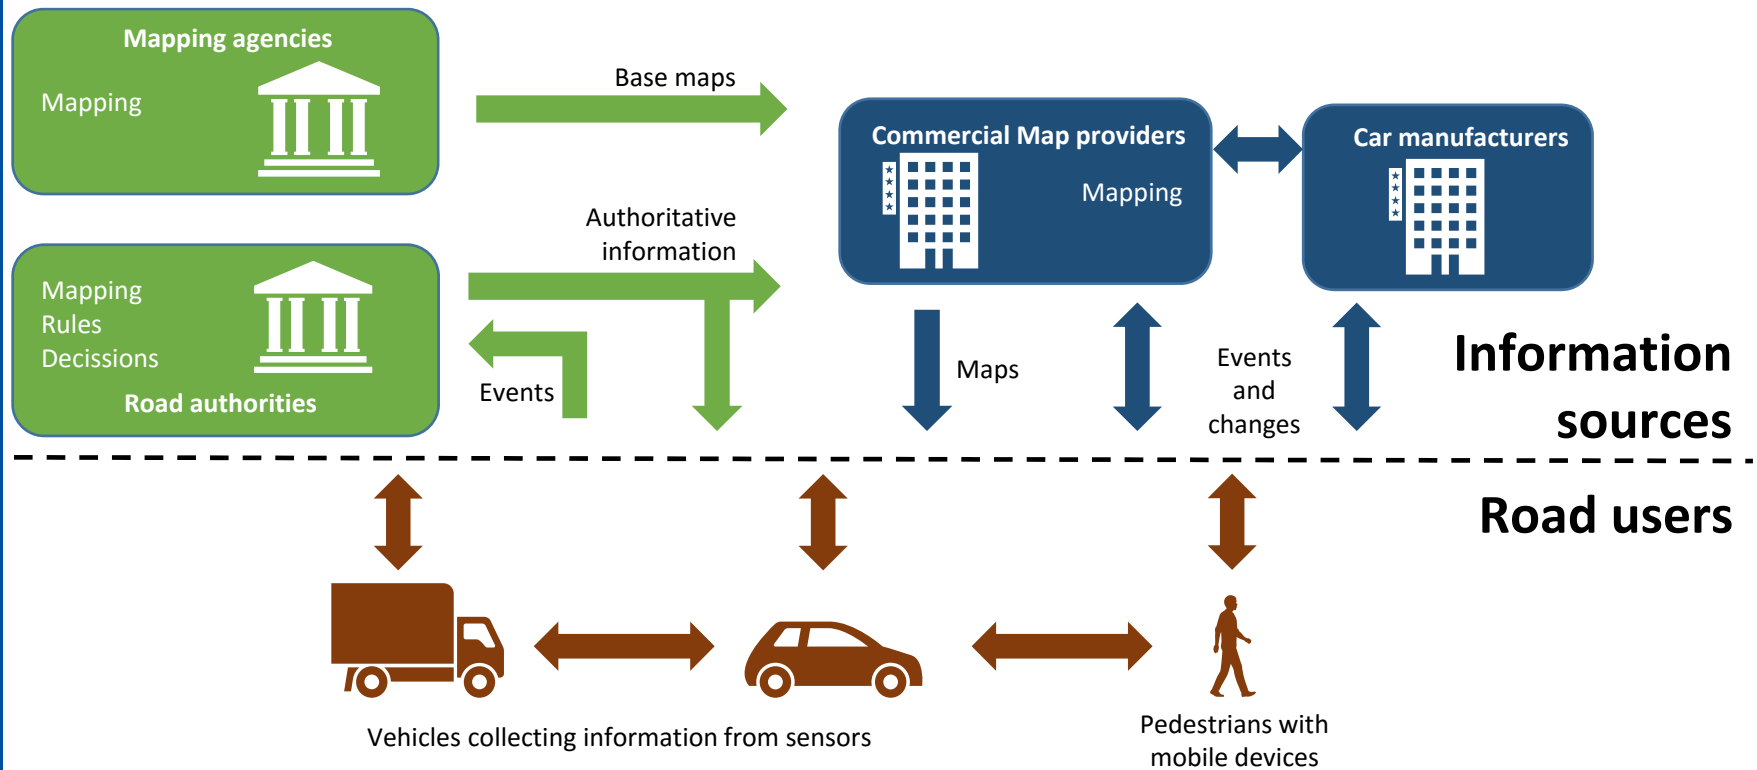 Mapping agencies
Mapping
Base maps
Commercial Map providers
Mapping
Car manufacturers
Authoritative
information
Mapping
Rules
Decissions
Road authorities
Events
Maps
Events
and
changes
Information
sources
Road users
Vehicles collecting information from sensors
Pedestrians with
mobile devices